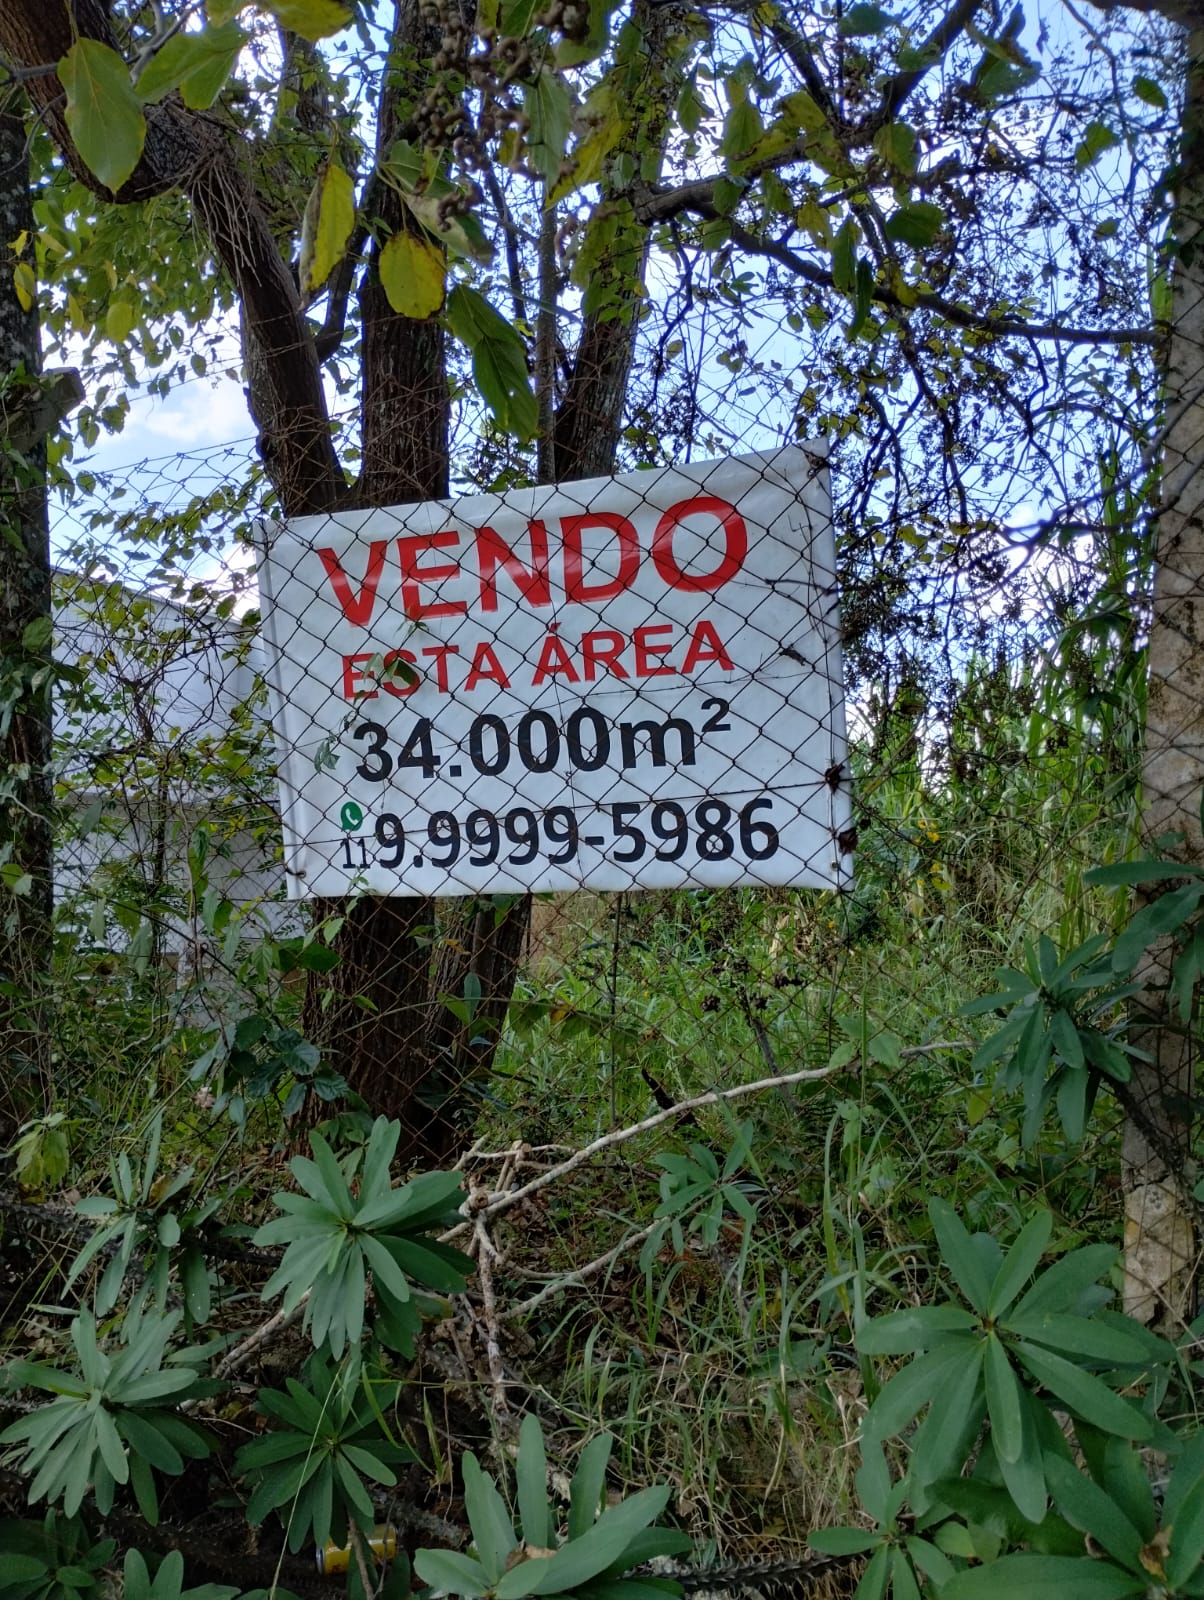 VENDO
ESTA ÁREA
34.000m²
11 9.9999-5986